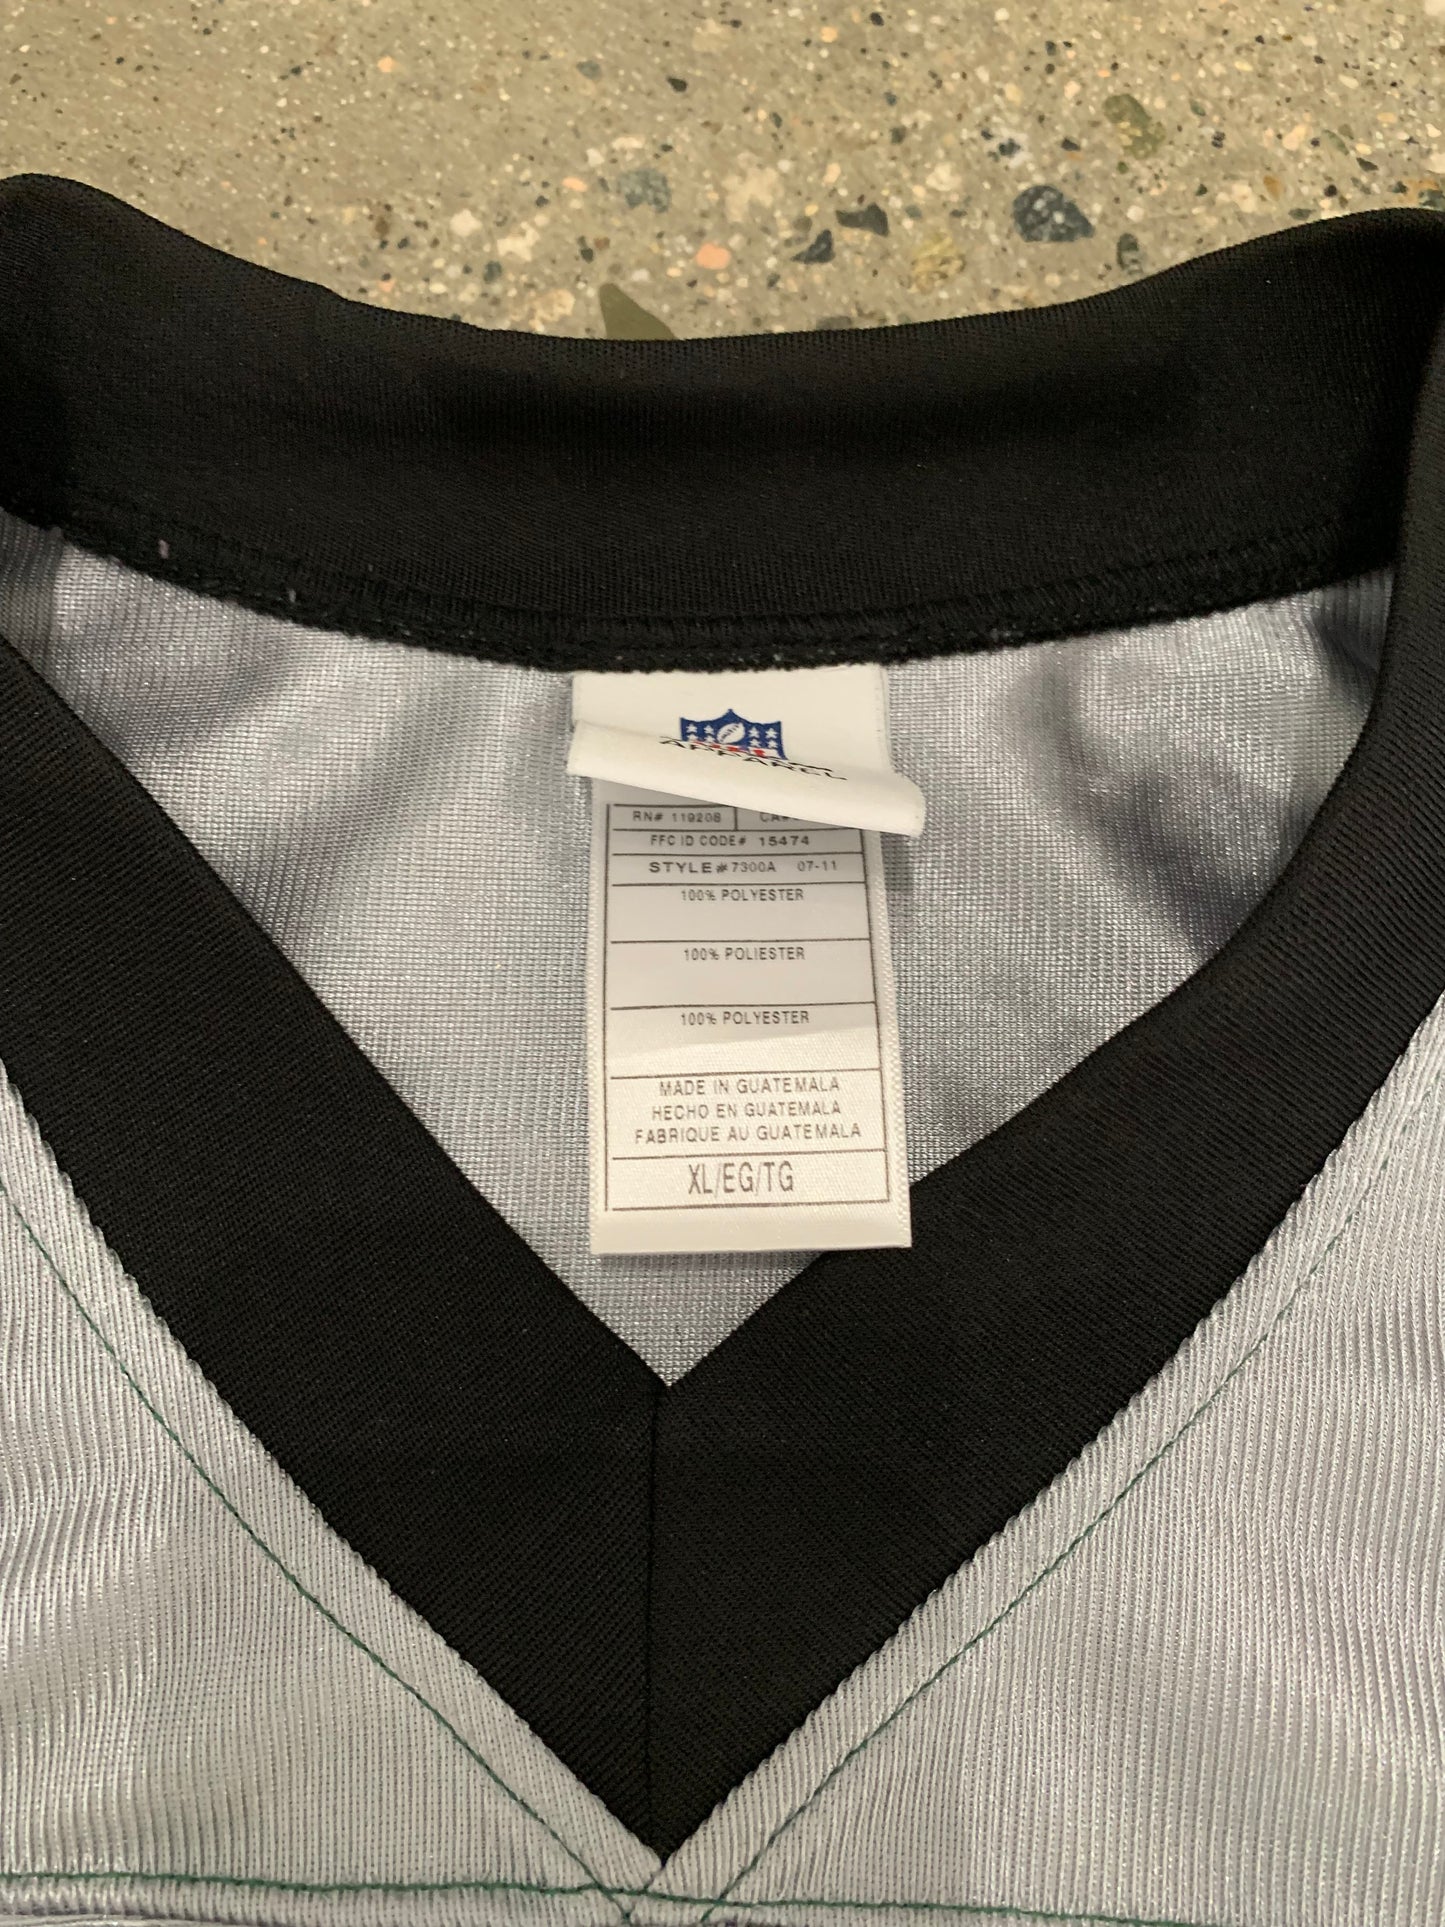 NFL
APPAREL
RN# 119208
FFC ID CODE# 15474
STYLE#7300A 07-11
100% POLYESTER
100% POLIESTER
100% POLYESTER
MADE IN GUATEMALA
HECHO EN GUATEMALA
FABRIQUE AU GUATEMALA
XL/EG/TG